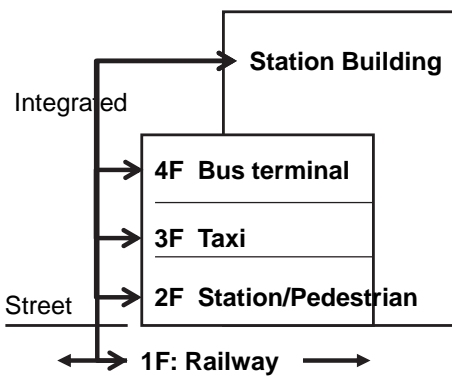 Station Building
Integrated
4F Bus terminal
3F Taxi
2F Station/Pedestrian
Street
1F: Railway